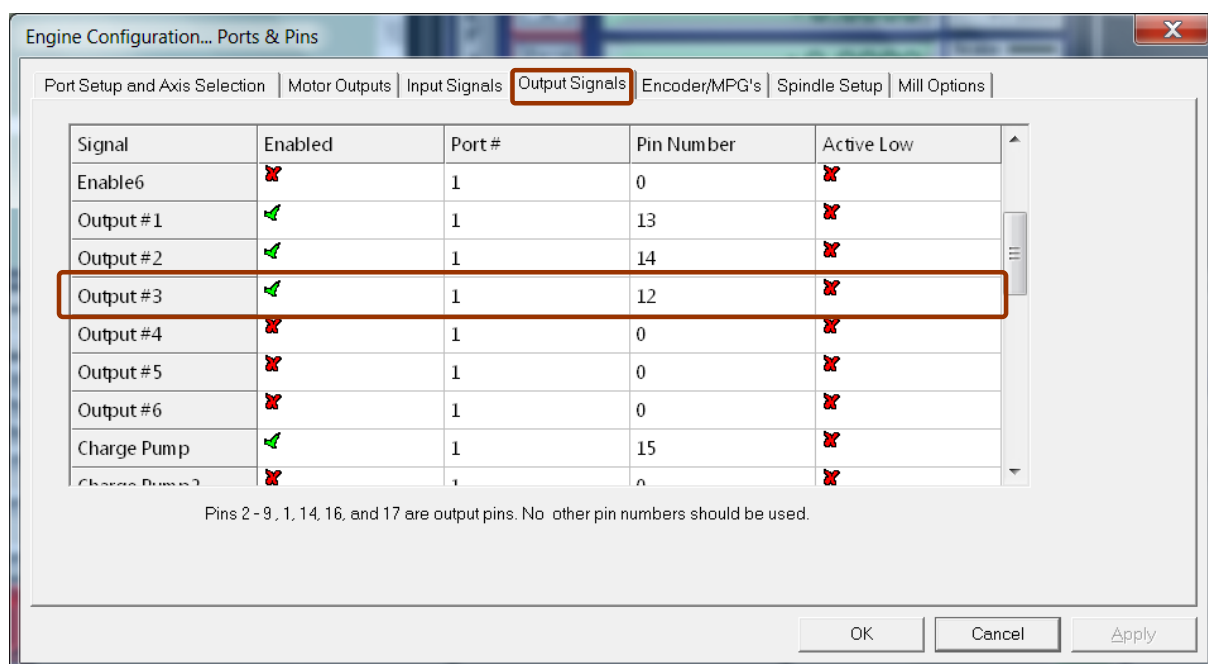 Engine Configuration... Ports & Pins
X
Port Setup and Axis Selection Motor Outputs Input Signals Output Signals Encoder/MPG's Spindle Setup Mill Options
Signal Enabled Port # Pin Number Active Low
Enable6 1 0
Output #1 1 13
Output #2 1 14
Output #3 1 12
Output #4 1 0
Output #5 1 0
Output #6 1 0
Charge Pump 1 15
Charge Pump2 1 0
Pins 2 - 9 , 1, 14, 16, and 17 are output pins. No other pin numbers should be used.
OK Cancel Apply